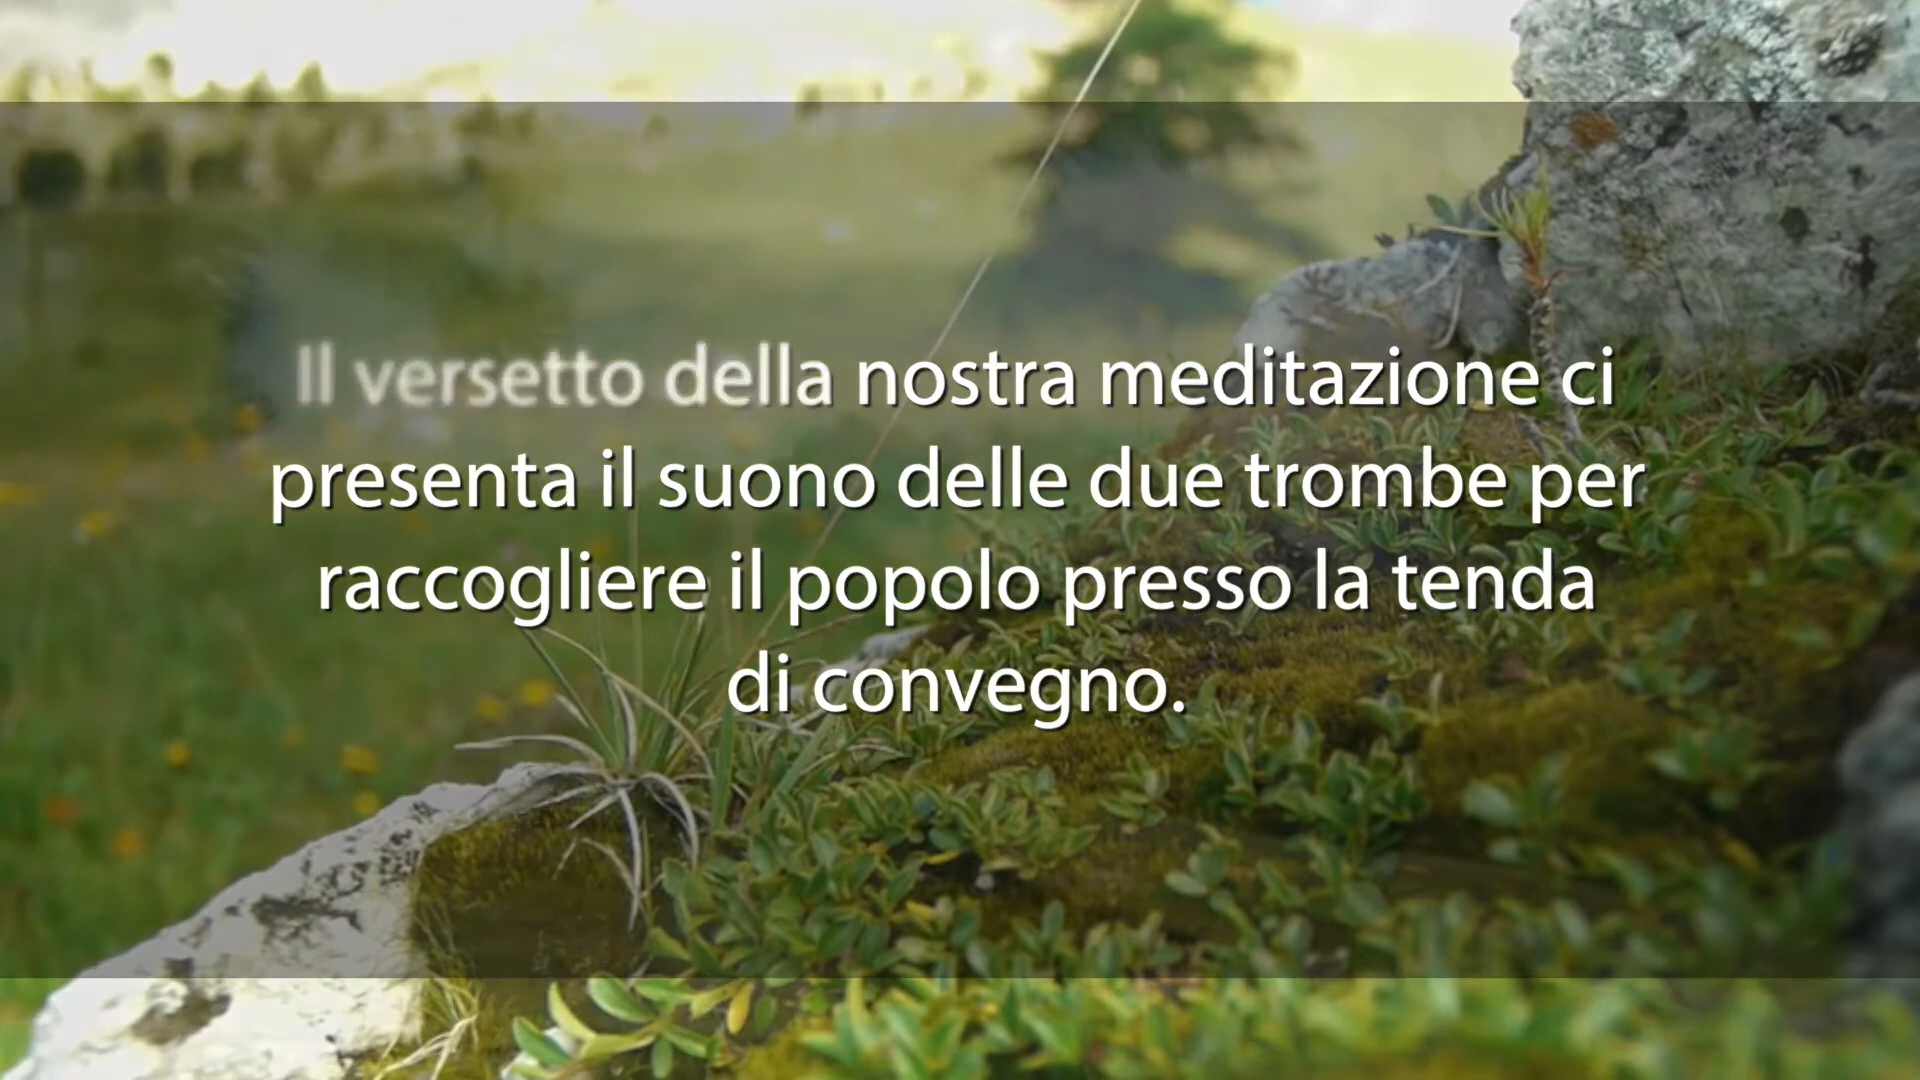 Il versetto della nostra meditazione ci
presenta il suono delle due trombe per
raccogliere il popolo presso la tenda
di convegno.